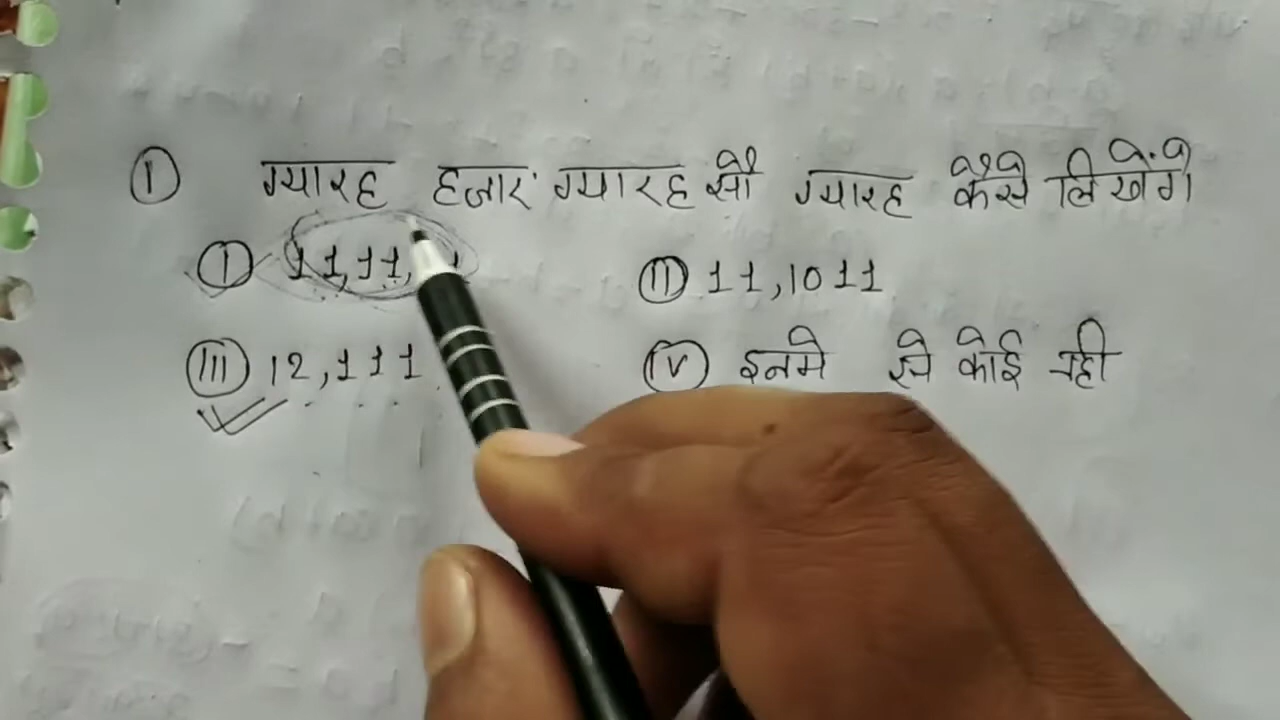 ① ग्यारह हजार ग्यारह सौ ग्यारह कैसे लिखेंगे
Ⓘ 11,11, Ⓘⓘ 11,1011
Ⓘⓘⓘ 12,111 ⓘⓥ इनमे से कोई नही